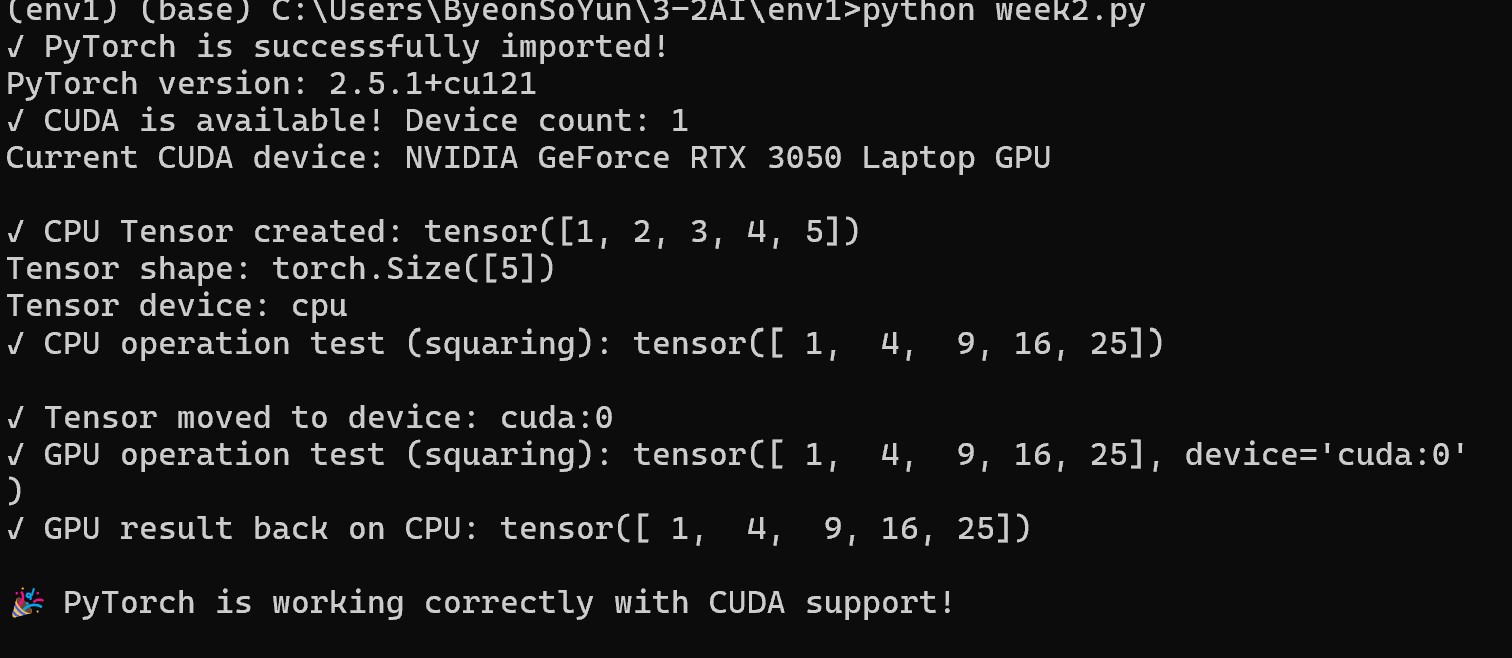 (env1) (base) C:\Users\ByeonSoYun\3-2AI\env1>python week2.py
✓ PyTorch is successfully imported!
PyTorch version: 2.5.1+cu121
✓ CUDA is available! Device count: 1
Current CUDA device: NVIDIA GeForce RTX 3050 Laptop GPU
✓ CPU Tensor created: tensor([1, 2, 3, 4, 5])
Tensor shape: torch.Size([5])
Tensor device: cpu
✓ CPU operation test (squaring): tensor([ 1,  4,  9, 16, 25])
✓ Tensor moved to device: cuda:0
✓ GPU operation test (squaring): tensor([ 1,  4,  9, 16, 25], device='cuda:0'
)
✓ GPU result back on CPU: tensor([ 1,  4,  9, 16, 25])
🎉 PyTorch is working correctly with CUDA support!